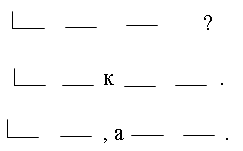 ?
к .
, а .